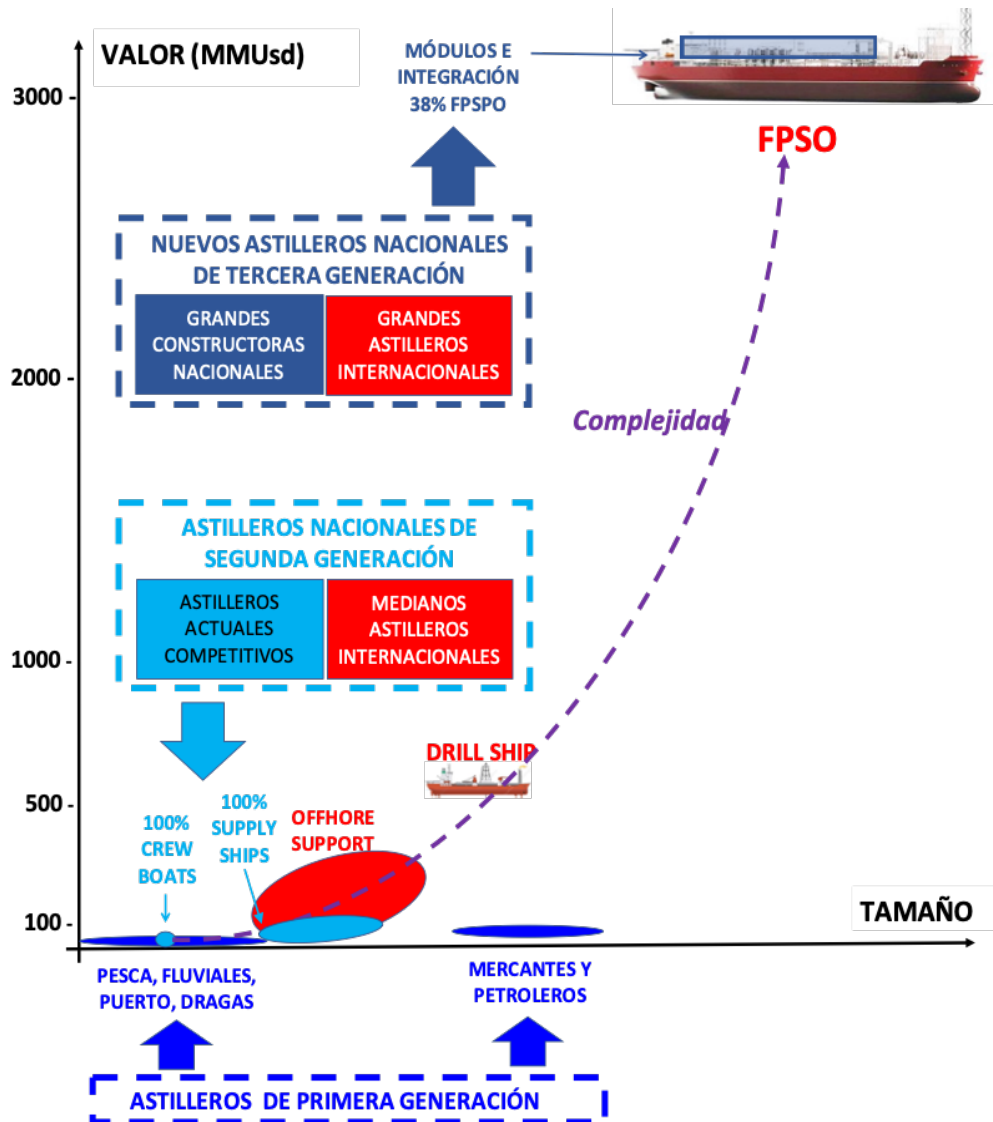 VALOR (MMUsd)
MÓDULOS E
INTEGRACIÓN
38% FPSPO
3000 -
FPSO
NUEVOS ASTILLEROS NACIONALES
DE TERCERA GENERACIÓN
GRANDES
CONSTRUCTORAS
NACIONALES
GRANDES
ASTILLEROS
INTERNACIONALES
2000 -
Complejidad
ASTILLEROS NACIONALES DE
SEGUNDA GENERACIÓN
ASTILLEROS
ACTUALES
COMPETITIVOS
MEDIANOS
ASTILLEROS
INTERNACIONALES
1000 -
DRILL SHIP
500 -
100%
CREW
BOATS
100%
SUPPLY
SHIPS
OFFHORE
SUPPORT
100 -
TAMAÑO
PESCA, FLUVIALES,
PUERTO, DRAGAS
MERCANTES Y
PETROLEROS
ASTILLEROS DE PRIMERA GENERACIÓN